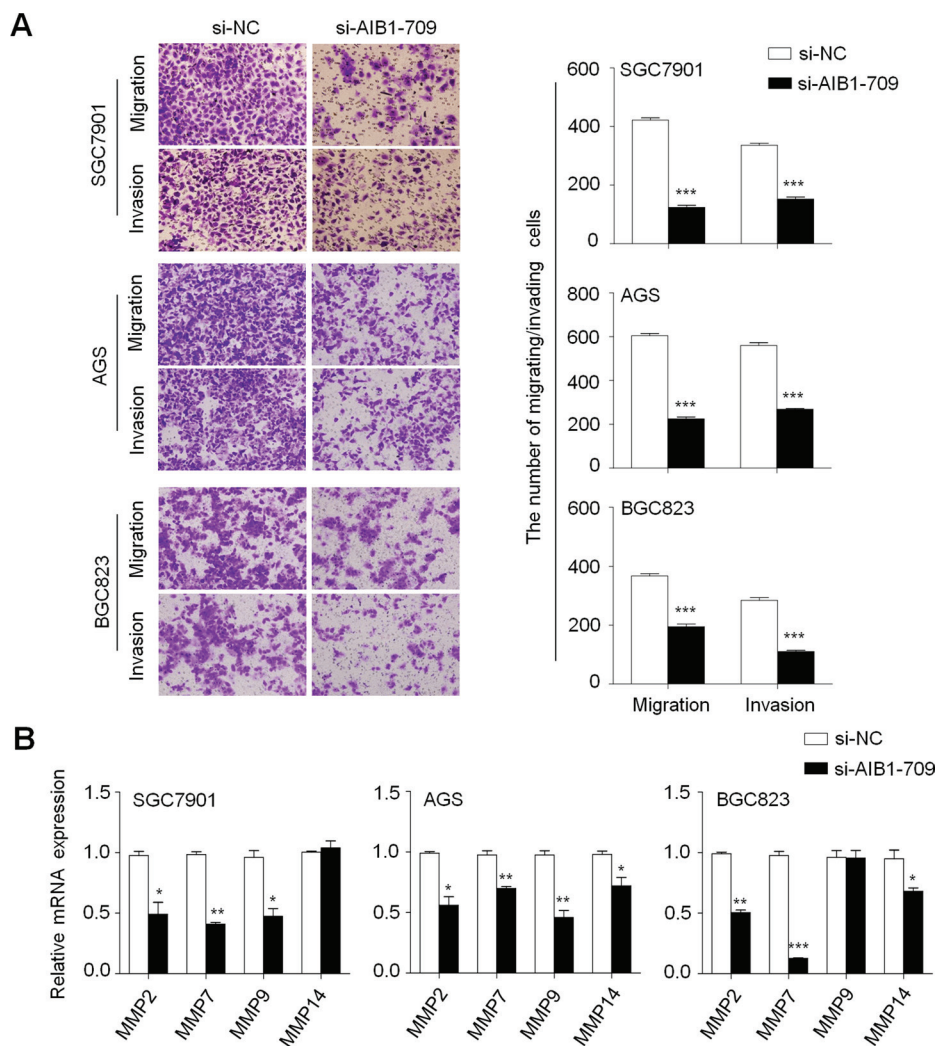 A
si-NC
si-AIB1-709
SGC7901
Migration
Invasion
AGS
Migration
Invasion
BGC823
Migration
Invasion
The number of migrating/invading cells
si-NC
si-AIB1-709
SGC7901
600
400
200
0
***
***
AGS
800
600
400
200
0
***
***
BGC823
600
400
200
0
***
***
Migration
Invasion
B
si-NC
si-AIB1-709
Relative mRNA expression
SGC7901
1.5
1.0
0.5
0.0
*
**
*
MMP2
MMP7
MMP9
MMP14
AGS
1.5
1.0
0.5
0.0
*
**
**
*
MMP2
MMP7
MMP9
MMP14
BGC823
1.5
1.0
0.5
0.0
**
***
*
MMP2
MMP7
MMP9
MMP14